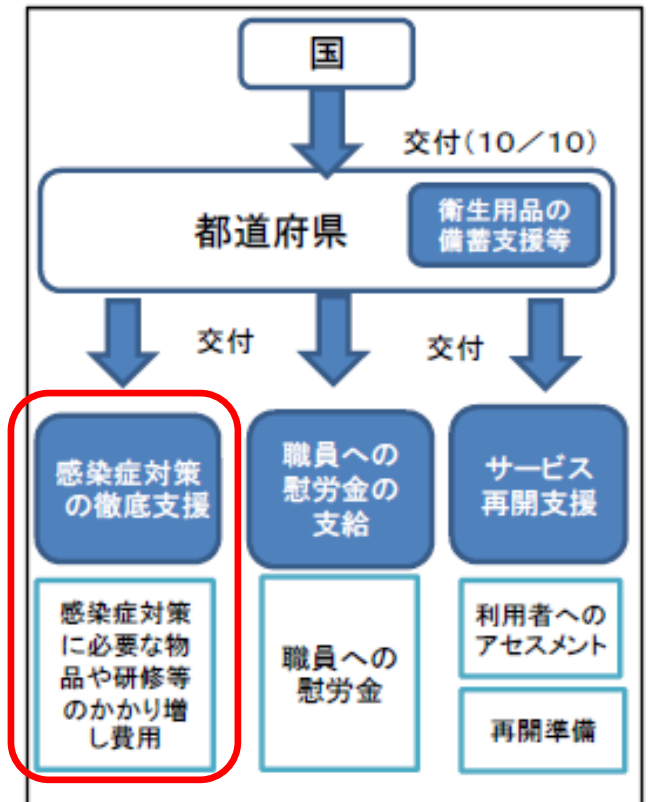 国
交付(10/10)
都道府県
衛生用品の
備蓄支援等
交付
交付
感染症対策
の徹底支援
職員への
慰労金の
支給
サービス
再開支援
感染症対策
に必要な物
品や研修等
のかかり増
し費用
職員への
慰労金
利用者への
アセスメント
再開準備